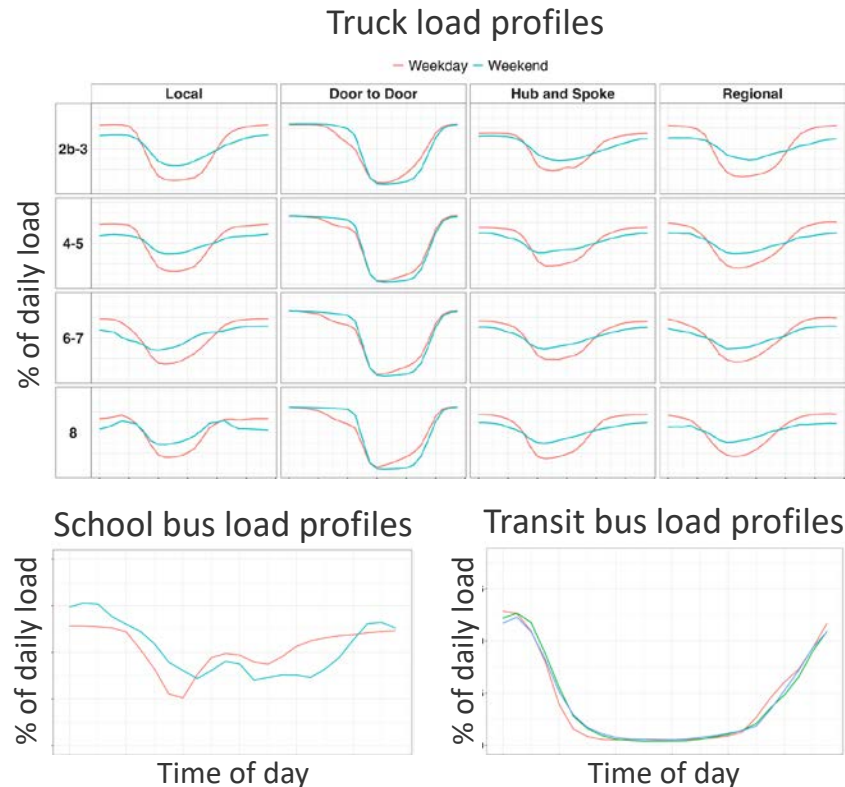 Truck load profiles
Weekday Weekend
Local Door to Door Hub and Spoke Regional
2b-3
4-5
6-7
8
% of daily load
School bus load profiles
% of daily load
Time of day
Transit bus load profiles
% of daily load
Time of day